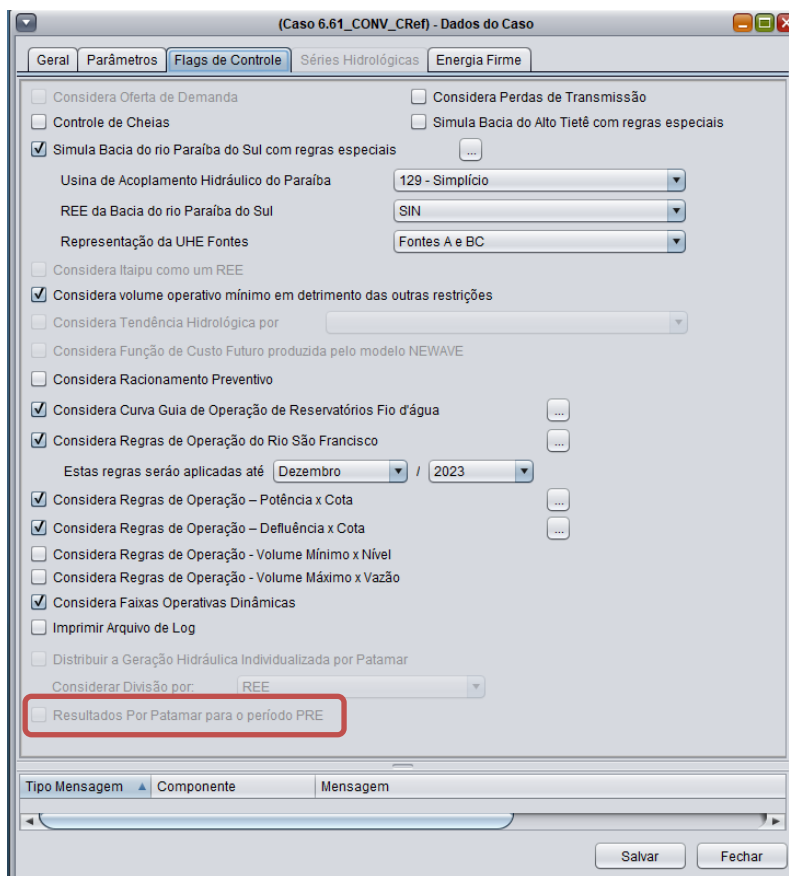 (Caso 6.61_CONV_CRef) - Dados do Caso
Geral Parâmetros Flags de Controle Séries Hidrológicas Energia Firme
Considera Oferta de Demanda Considera Perdas de Transmissão
Controle de Cheias Simula Bacia do Alto Tietê com regras especiais
Simula Bacia do rio Paraíba do Sul com regras especiais ...
Usina de Acoplamento Hidráulico do Paraíba 129 - Simplício
REE da Bacia do rio Paraíba do Sul SIN
Representação da UHE Fontes Fontes A e BC
Considera Itaipu como um REE
Considera volume operativo mínimo em detrimento das outras restrições
Considera Tendência Hidrológica por
Considera Função de Custo Futuro produzida pelo modelo NEWAVE
Considera Racionamento Preventivo
Considera Curva Guia de Operação de Reservatórios Fio d'água ...
Considera Regras de Operação do Rio São Francisco ...
Estas regras seráo aplicadas até Dezembro / 2023
Considera Regras de Operação – Potência x Cota ...
Considera Regras de Operação – Defluência x Cota ...
Considera Regras de Operação - Volume Mínimo x Nível
Considera Regras de Operação - Volume Máximo x Vazão
Considera Faixas Operativas Dinâmicas
Imprimir Arquivo de Log
Distribuir a Geração Hidráulica Individualizada por Patamar
Considerar Divisão por: REE
Resultados Por Patamar para o período PRE
Tipo Mensagem Componente Mensagem
Salvar Fechar